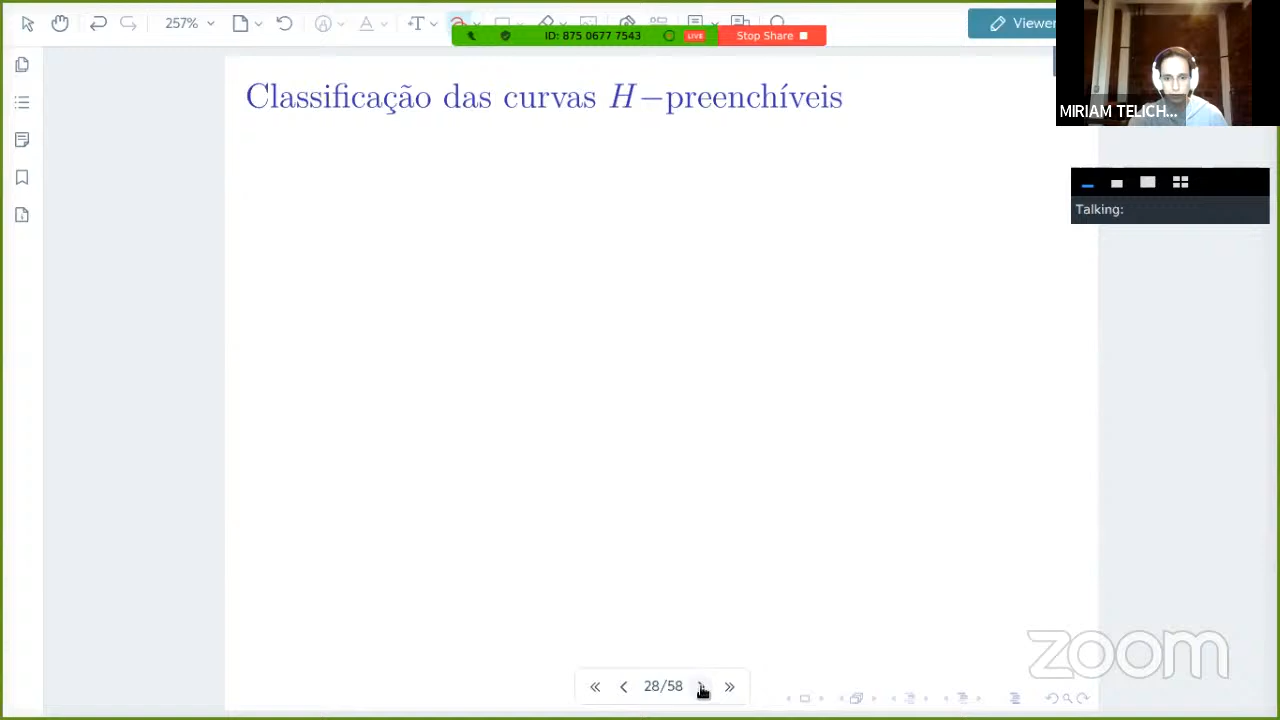 257%
ID: 875 0677 7543
LIVE
Stop Share
Viewer
MIRIAM TELICH...
Talking:
Classificação das curvas H−preenchíveis
28/58
zoom